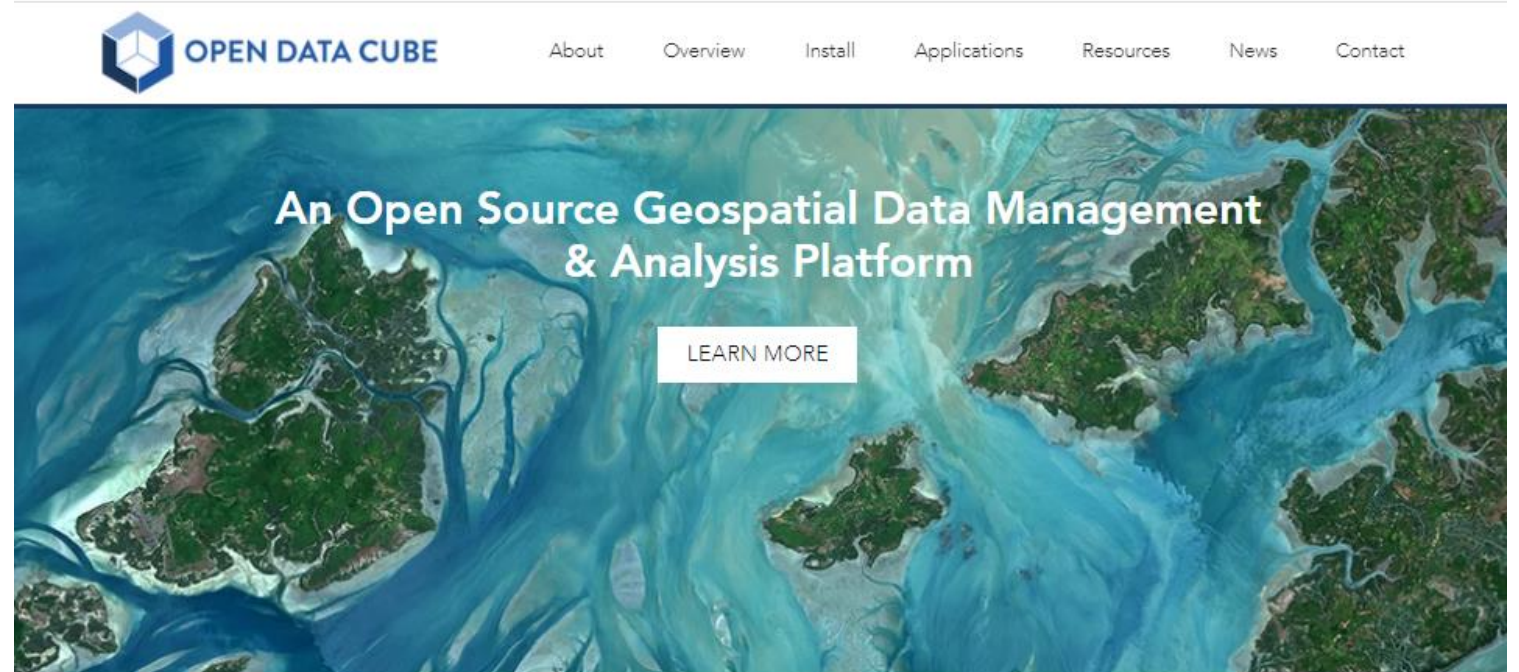 OPEN DATA CUBE
About
Overview
Install
Applications
Resources
News
Contact
An Open Source Geospatial Data Management
& Analysis Platform
LEARN MORE